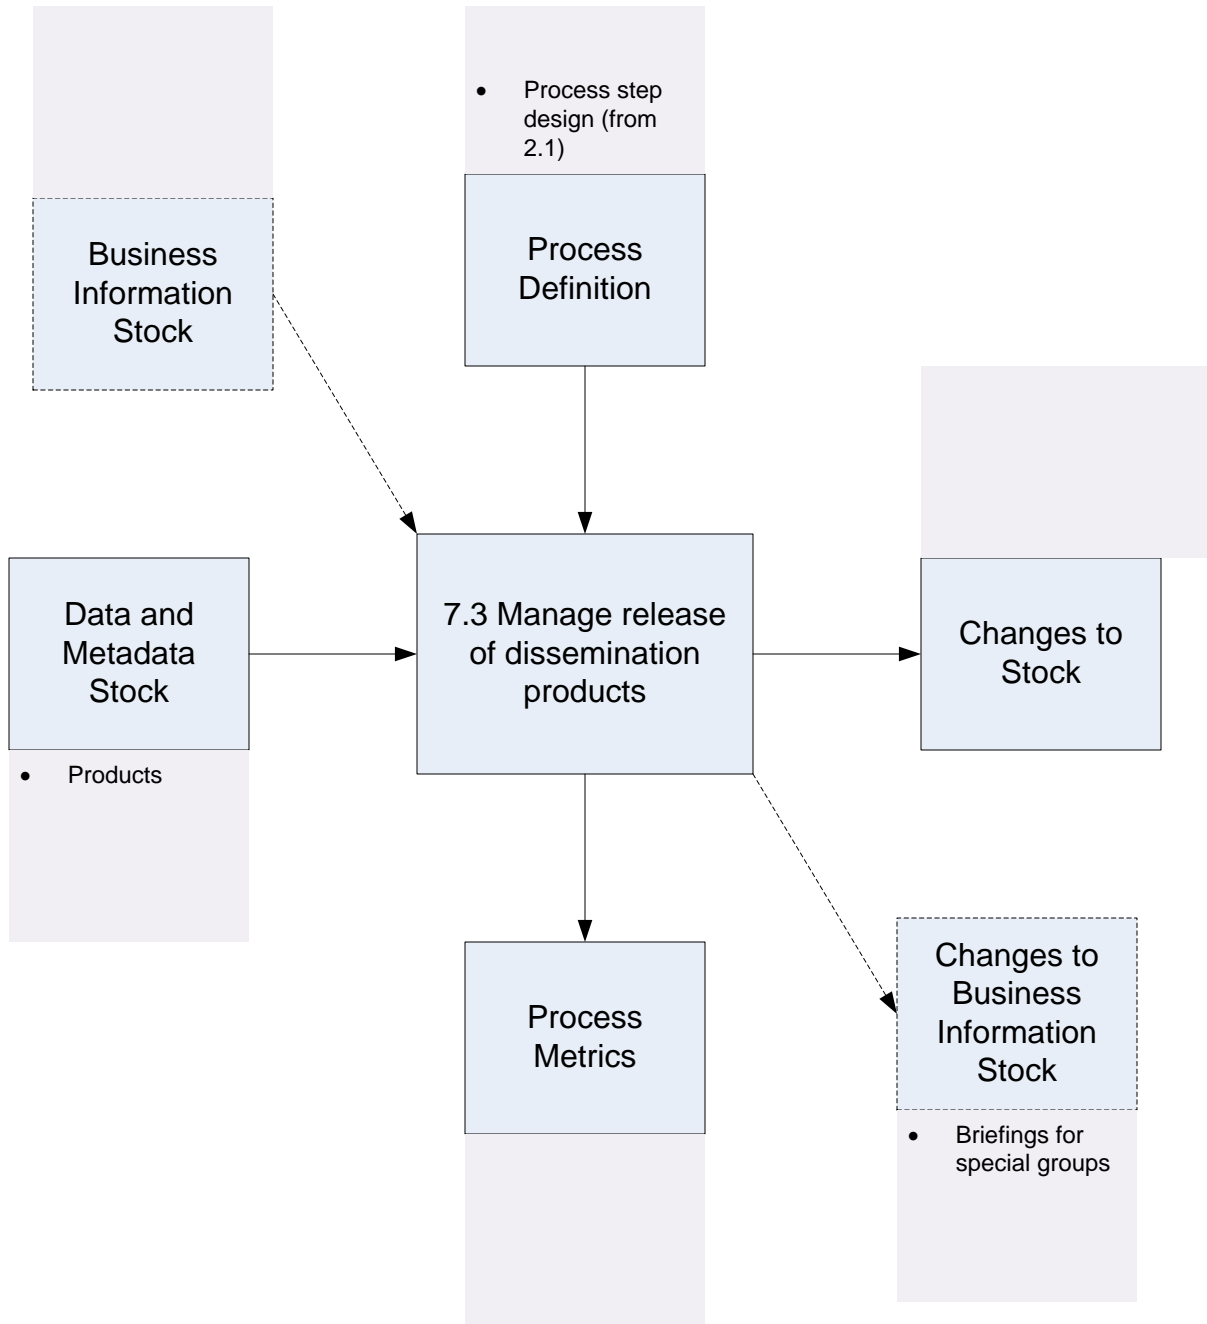 • Process step
design (from
2.1)
Business
Information
Stock
Process
Definition
Data and
Metadata
Stock
7.3 Manage release
of dissemination
products
Changes to
Stock
• Products
Process
Metrics
Changes to
Business
Information
Stock
• Briefings for
special groups